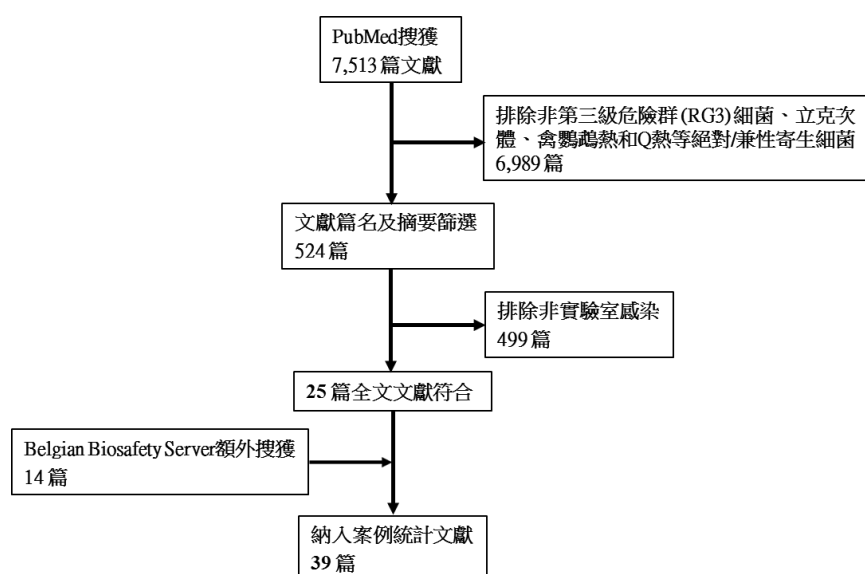 PubMed搜獲
7,513 篇文獻
排除非第三級危險群(RG3)細菌、立克次
體、禽鸚鵡熱和Q熱等絕對/兼性寄生細菌
6,989 篇
文獻篇名及摘要篩選
524 篇
排除非實驗室感染
499 篇
25 篇全文文獻符合
Belgian Biosafety Server額外搜獲
14 篇
納入案例統計文獻
39 篇